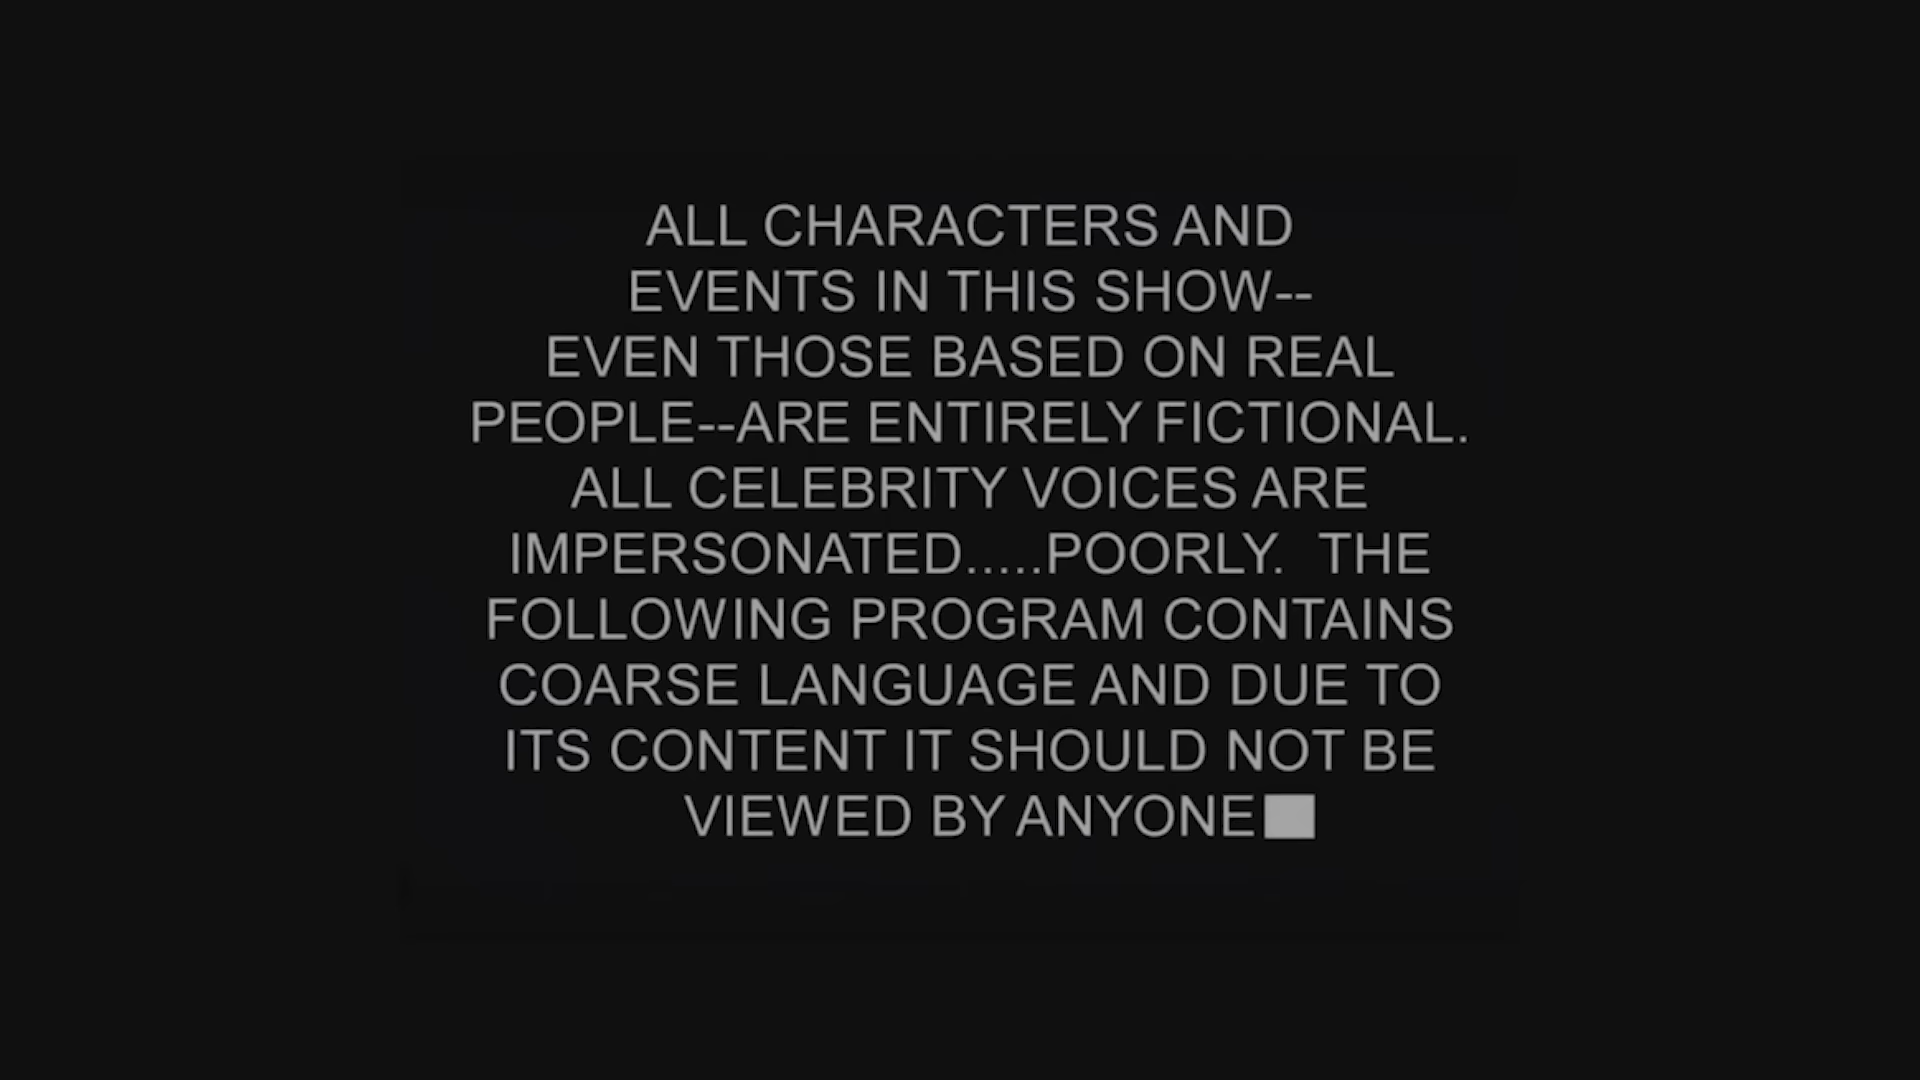 ALL CHARACTERS AND
EVENTS IN THIS SHOW--
EVEN THOSE BASED ON REAL
PEOPLE--ARE ENTIRELY FICTIONAL.
ALL CELEBRITY VOICES ARE
IMPERSONATED.....POORLY.  THE
FOLLOWING PROGRAM CONTAINS
COARSE LANGUAGE AND DUE TO
ITS CONTENT IT SHOULD NOT BE
VIEWED BY ANYONE■